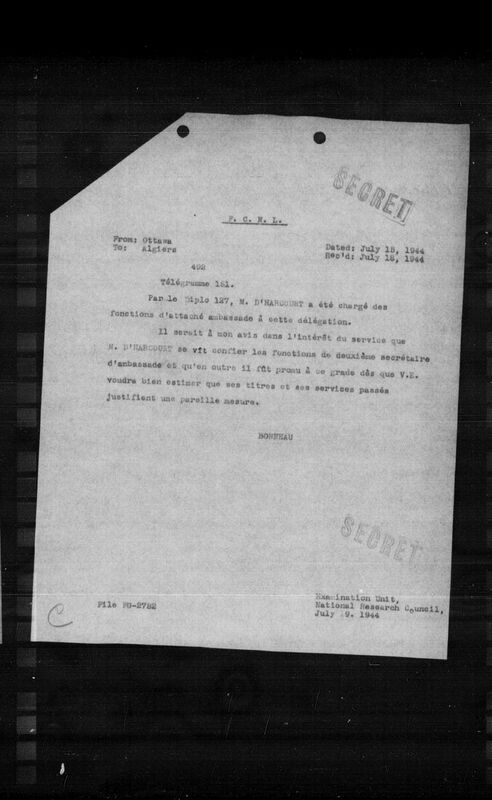 SECRET
F. C. N. L.
From: Ottawa
To: Algiers
Dated: July 15, 1944
Rec'd: July 18, 1944
492
Télégramme 151.
Par le Diplo 127, M. D'HARCOURT a été chargé des
fonctions d'attaché ambassade à cette délégation.
Il serait à mon avis dans l'intérêt du service que
M. D'HARCOURT se vît confier les fonctions de deuxième secrétaire
d'ambassade et qu'en outre il fût promu à ce grade dès que V.E.
voudra bien estimer que ses titres et ses services passés
justifient une pareille mesure.
BONNEAU
SECRET
C
File FU-2782
Examination Unit,
National Research Council,
July 19. 1944